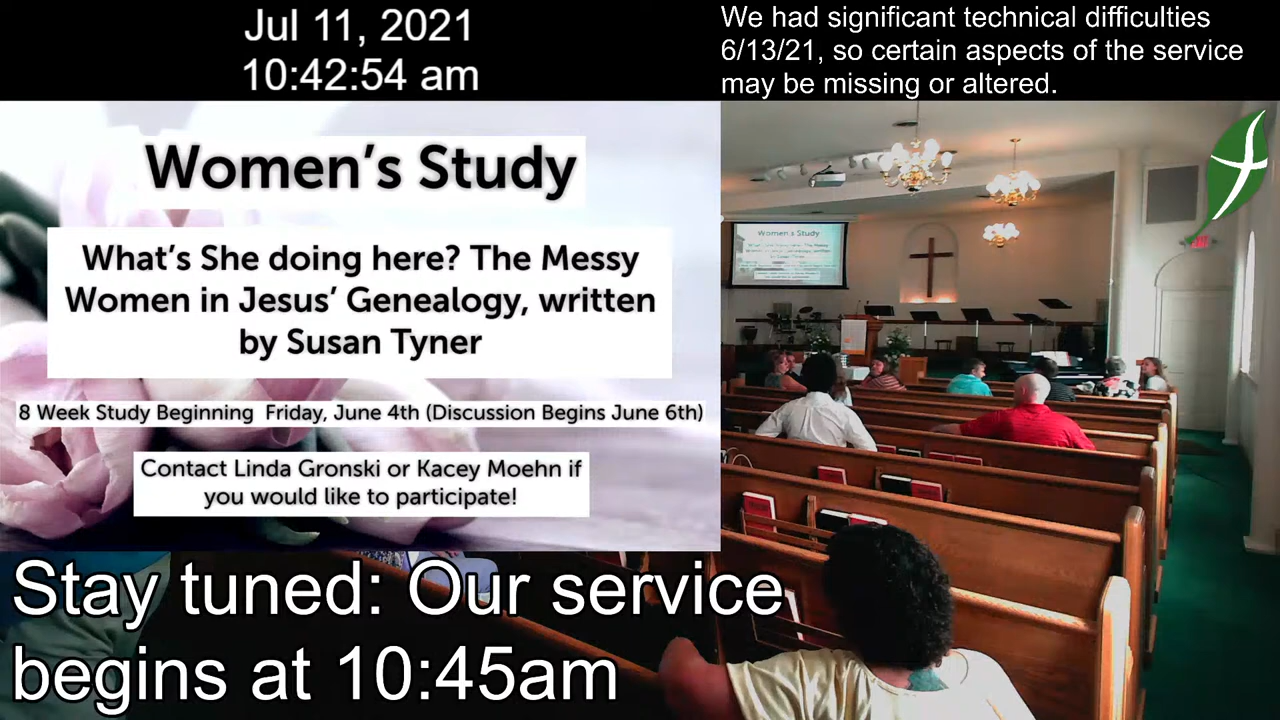 Jul 11, 2021
10:42:54 am
We had significant technical difficulties
6/13/21, so certain aspects of the service
may be missing or altered.
Women's Study
What's She doing here? The Messy
Women in Jesus' Genealogy, written
by Susan Tyner
8 Week Study Beginning Friday, June 4th (Discussion Begins June 6th)
Contact Linda Gronski or Kacey Moehn if
you would like to participate!
Women's Study
Stay tuned: Our service
begins at 10:45am